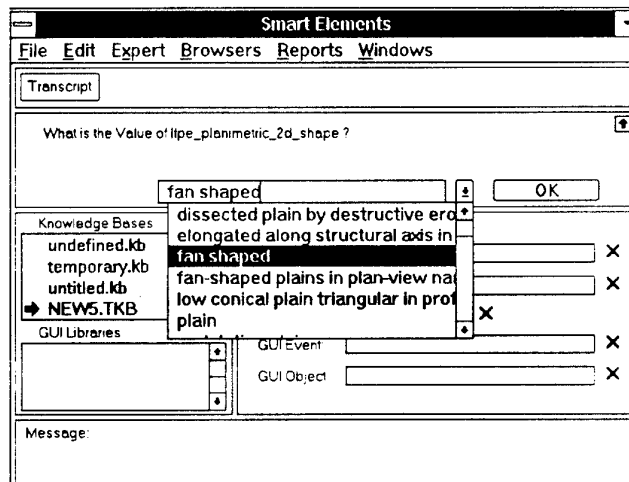 Smart Elements
File Edit Expert Browsers Reports Windows
Transcript
What is the Value of ltpe_planimetric_2d_shape ?
fan shaped
OK
dissected plain by destructive ero
elongated along structural axis in
fan shaped
fan-shaped plains in plan-view nar
low conical plain triangular in prof
plain
Knowledge Bases
undefined.kb
temporary.kb
untitled.kb
NEW5.TKB
GUI Libraries
GUI Event
GUI Object
Message: